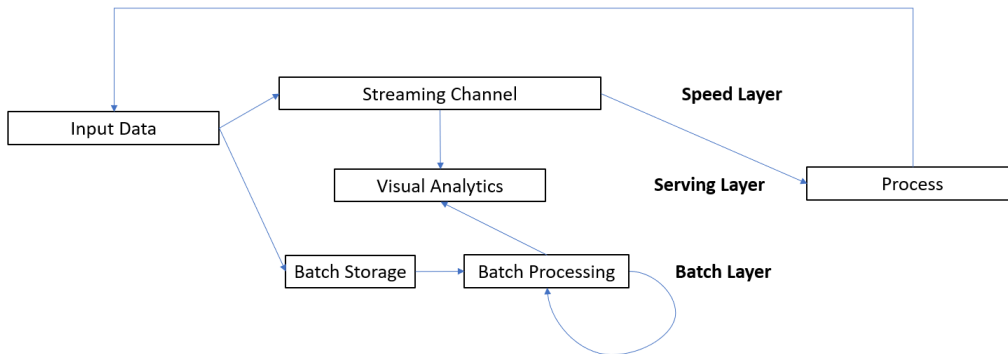 Streaming Channel
Speed Layer
Input Data
Visual Analytics
Serving Layer
Process
Batch Storage
Batch Processing
Batch Layer